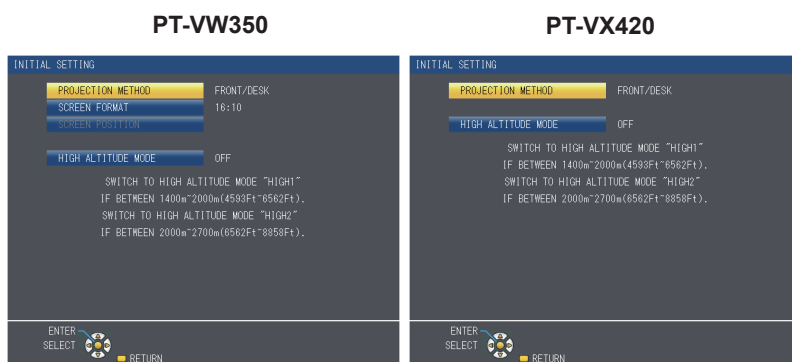 PT-VW350
INITIAL SETTING
PROJECTION METHOD FRONT/DESK
SCREEN FORMAT 16:10
SCREEN POSITION
HIGH ALTITUDE MODE OFF
SWITCH TO HIGH ALTITUDE MODE "HIGH1"
IF BETWEEN 1400m~2000m(4593Ft~6562Ft).
SWITCH TO HIGH ALTITUDE MODE "HIGH2"
IF BETWEEN 2000m~2700m(6562Ft~8858Ft).
ENTER
SELECT
RETURN
PT-VX420
INITIAL SETTING
PROJECTION METHOD FRONT/DESK
HIGH ALTITUDE MODE OFF
SWITCH TO HIGH ALTITUDE MODE "HIGH1"
IF BETWEEN 1400m~2000m(4593Ft~6562Ft).
SWITCH TO HIGH ALTITUDE MODE "HIGH2"
IF BETWEEN 2000m~2700m(6562Ft~8858Ft).
ENTER
SELECT
RETURN